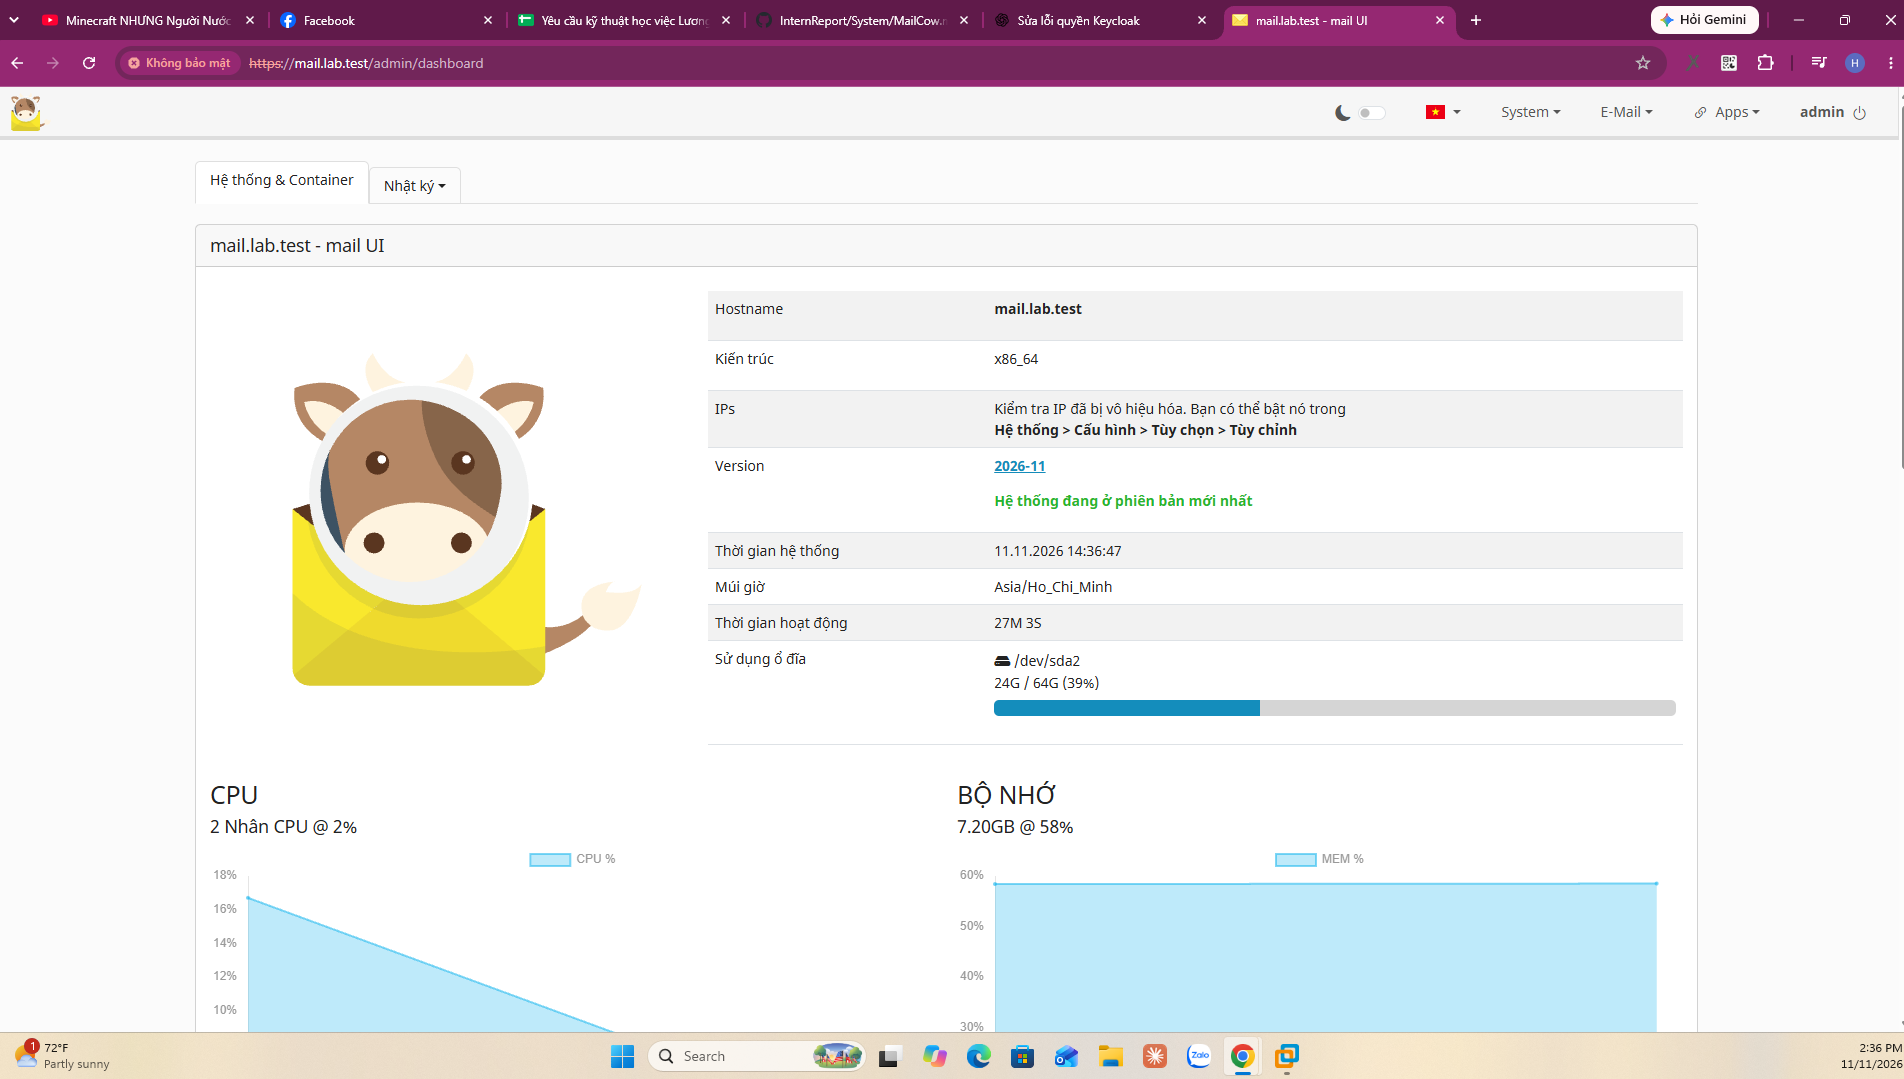 Minecraft NHƯNG Người Nước
Facebook
Yêu cầu kỹ thuật học việc Lương
InternReport/System/MailCow.m
Sửa lỗi quyền Keycloak
mail.lab.test - mail UI
Hỏi Gemini
Không bảo mật
https://mail.lab.test/admin/dashboard
H
System
E-Mail
Apps
admin
Hệ thống & Container
Nhật ký
mail.lab.test - mail UI
Hostname
mail.lab.test
Kiến trúc
x86_64
IPs
Kiểm tra IP đã bị vô hiệu hóa. Bạn có thể bật nó trong
Hệ thống > Cấu hình > Tùy chọn > Tùy chỉnh
Version
2026-11
Hệ thống đang ở phiên bản mới nhất
Thời gian hệ thống
11.11.2026 14:36:47
Múi giờ
Asia/Ho_Chi_Minh
Thời gian hoạt động
27M 3S
Sử dụng ổ đĩa
/dev/sda2
24G / 64G (39%)
CPU
2 Nhân CPU @ 2%
CPU %
18%
16%
14%
12%
10%
BỘ NHỚ
7.20GB @ 58%
MEM %
60%
50%
40%
30%
1
72°F
Partly sunny
Search
Zalo
2:36 PM
11/11/2026